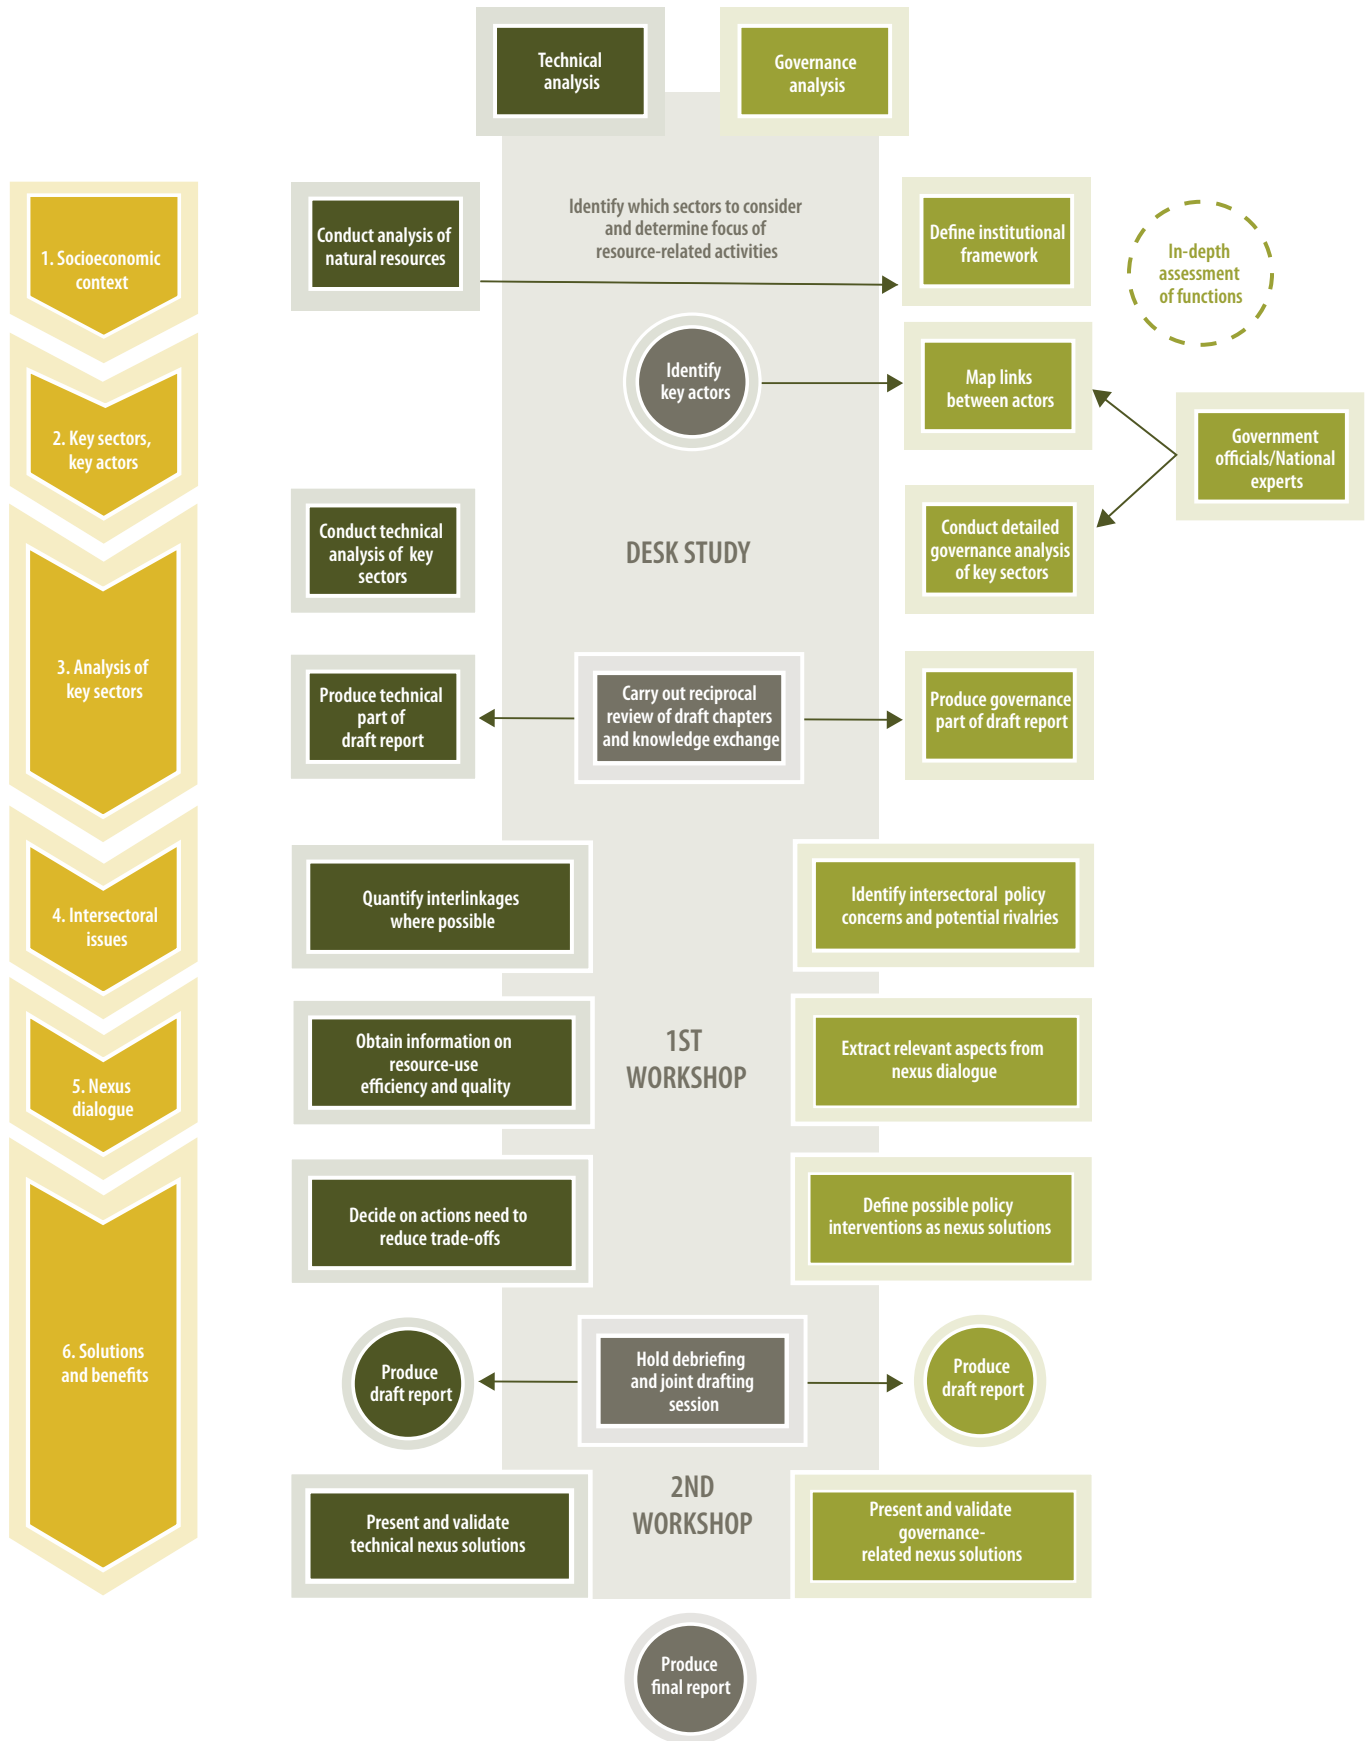 Technical
analysis
Governance
analysis
1. Socioeconomic
context
Conduct analysis of
natural resources
Identify which sectors to consider
and determine focus of
resource-related activities
Define institutional
framework
In-depth
assessment
of functions
2. Key sectors,
key actors
Identify
key actors
Map links
between actors
Government
officials/National
experts
Conduct technical
analysis of key
sectors
DESK STUDY
Conduct detailed
governance analysis
of key sectors
3. Analysis of
key sectors
Produce technical
part of
draft report
Carry out reciprocal
review of draft chapters
and knowledge exchange
Produce governance
part of draft report
4. Intersectoral
issues
Quantify interlinkages
where possible
Identify intersectoral policy
concerns and potential rivalries
5. Nexus
dialogue
Obtain information on
resource-use
efficiency and quality
1ST
WORKSHOP
Extract relevant aspects from
nexus dialogue
Decide on actions need to
reduce trade-offs
Define possible policy
interventions as nexus solutions
6. Solutions
and benefits
Produce
draft report
Hold debriefing
and joint drafting
session
Produce
draft report
2ND
WORKSHOP
Present and validate
technical nexus solutions
Present and validate
governance-
related nexus solutions
Produce
final report